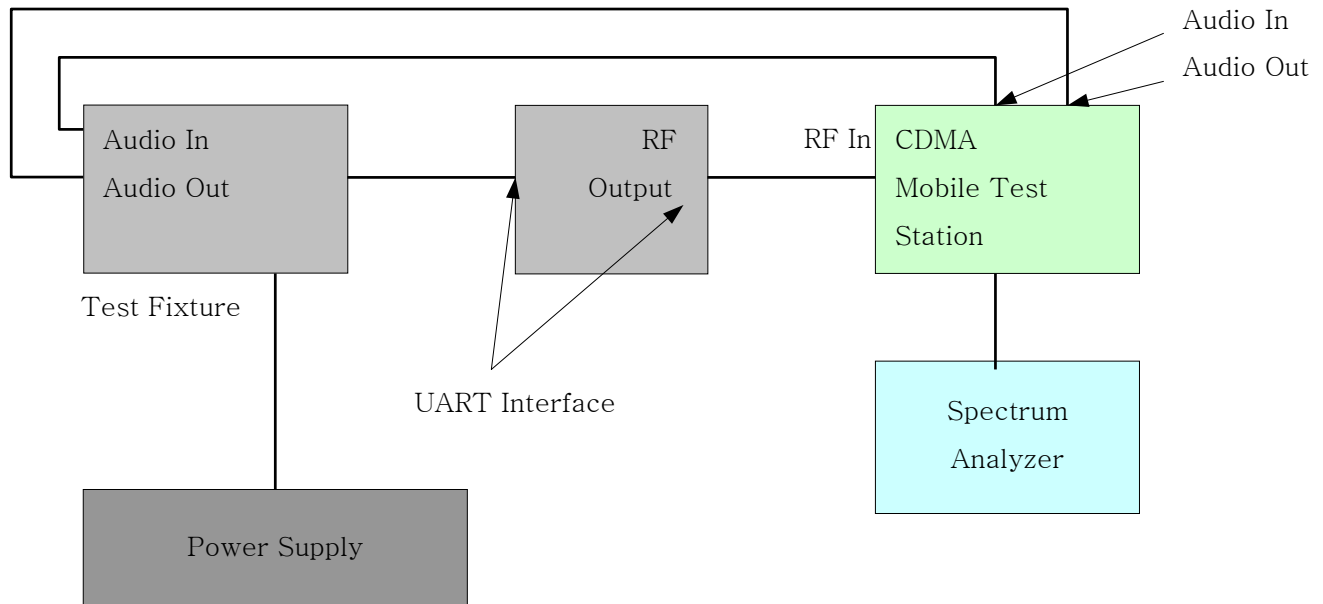 Audio In
Audio Out
Audio In
Audio Out
Test Fixture
RF
Output
UART Interface
RF In
CDMA
Mobile Test
Station
Spectrum
Analyzer
Power Supply